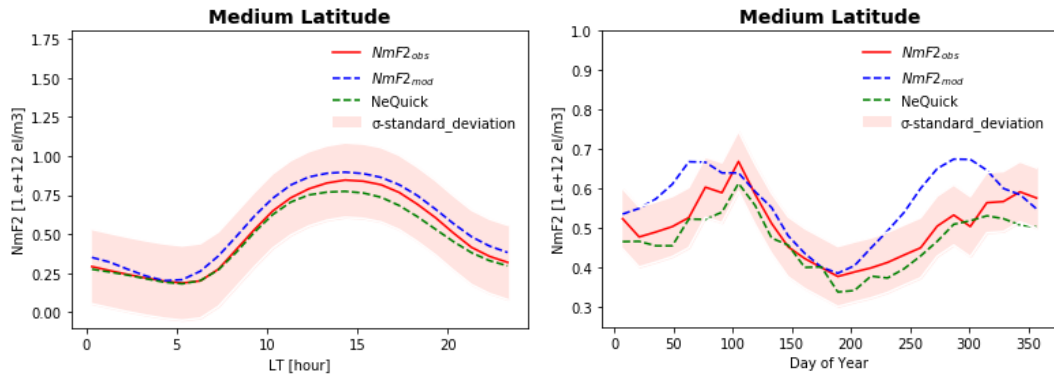 Medium Latitude
NmF2 [1.e+12 el/m3]
1.75
1.50
1.25
1.00
0.75
0.50
0.25
0.00
NmF2obs
NmF2mod
NeQuick
σ-standard_deviation
0 5 10 15 20
LT [hour]
Medium Latitude
NmF2 [1.e+12 el/m3]
1.0
0.9
0.8
0.7
0.6
0.5
0.4
0.3
NmF2obs
NmF2mod
NeQuick
σ-standard_deviation
0 50 100 150 200 250 300 350
Day of Year